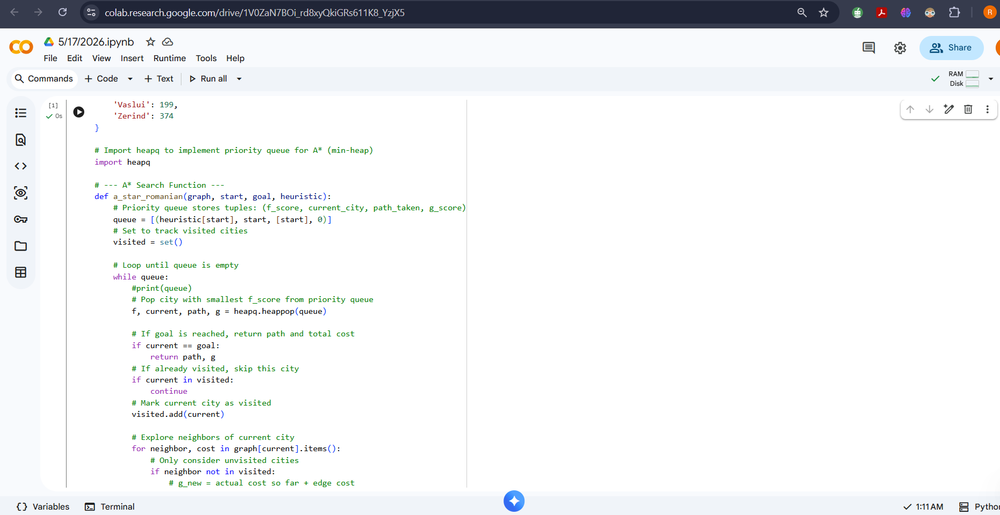 colab.research.google.com/drive/1V0ZaN7BOi_rd8xyQkiGRs611K8_YzjX5
R
5/17/2026.ipynb
File Edit View Insert Runtime Tools Help
Share
Commands + Code + Text Run all
RAM
Disk
[1]
0s
'Vaslui': 199,
'Zerind': 374
}
# Import heapq to implement priority queue for A* (min-heap)
import heapq
# --- A* Search Function ---
def a_star_romanian(graph, start, goal, heuristic):
# Priority queue stores tuples: (f_score, current_city, path_taken, g_score)
queue = [(heuristic[start], start, [start], 0)]
# Set to track visited cities
visited = set()
# Loop until queue is empty
while queue:
#print(queue)
# Pop city with smallest f_score from priority queue
f, current, path, g = heapq.heappop(queue)
# If goal is reached, return path and total cost
if current == goal:
return path, g
# If already visited, skip this city
if current in visited:
continue
# Mark current city as visited
visited.add(current)
# Explore neighbors of current city
for neighbor, cost in graph[current].items():
# Only consider unvisited cities
if neighbor not in visited:
# g_new = actual cost so far + edge cost
{} Variables Terminal
1:11 AM Pytho